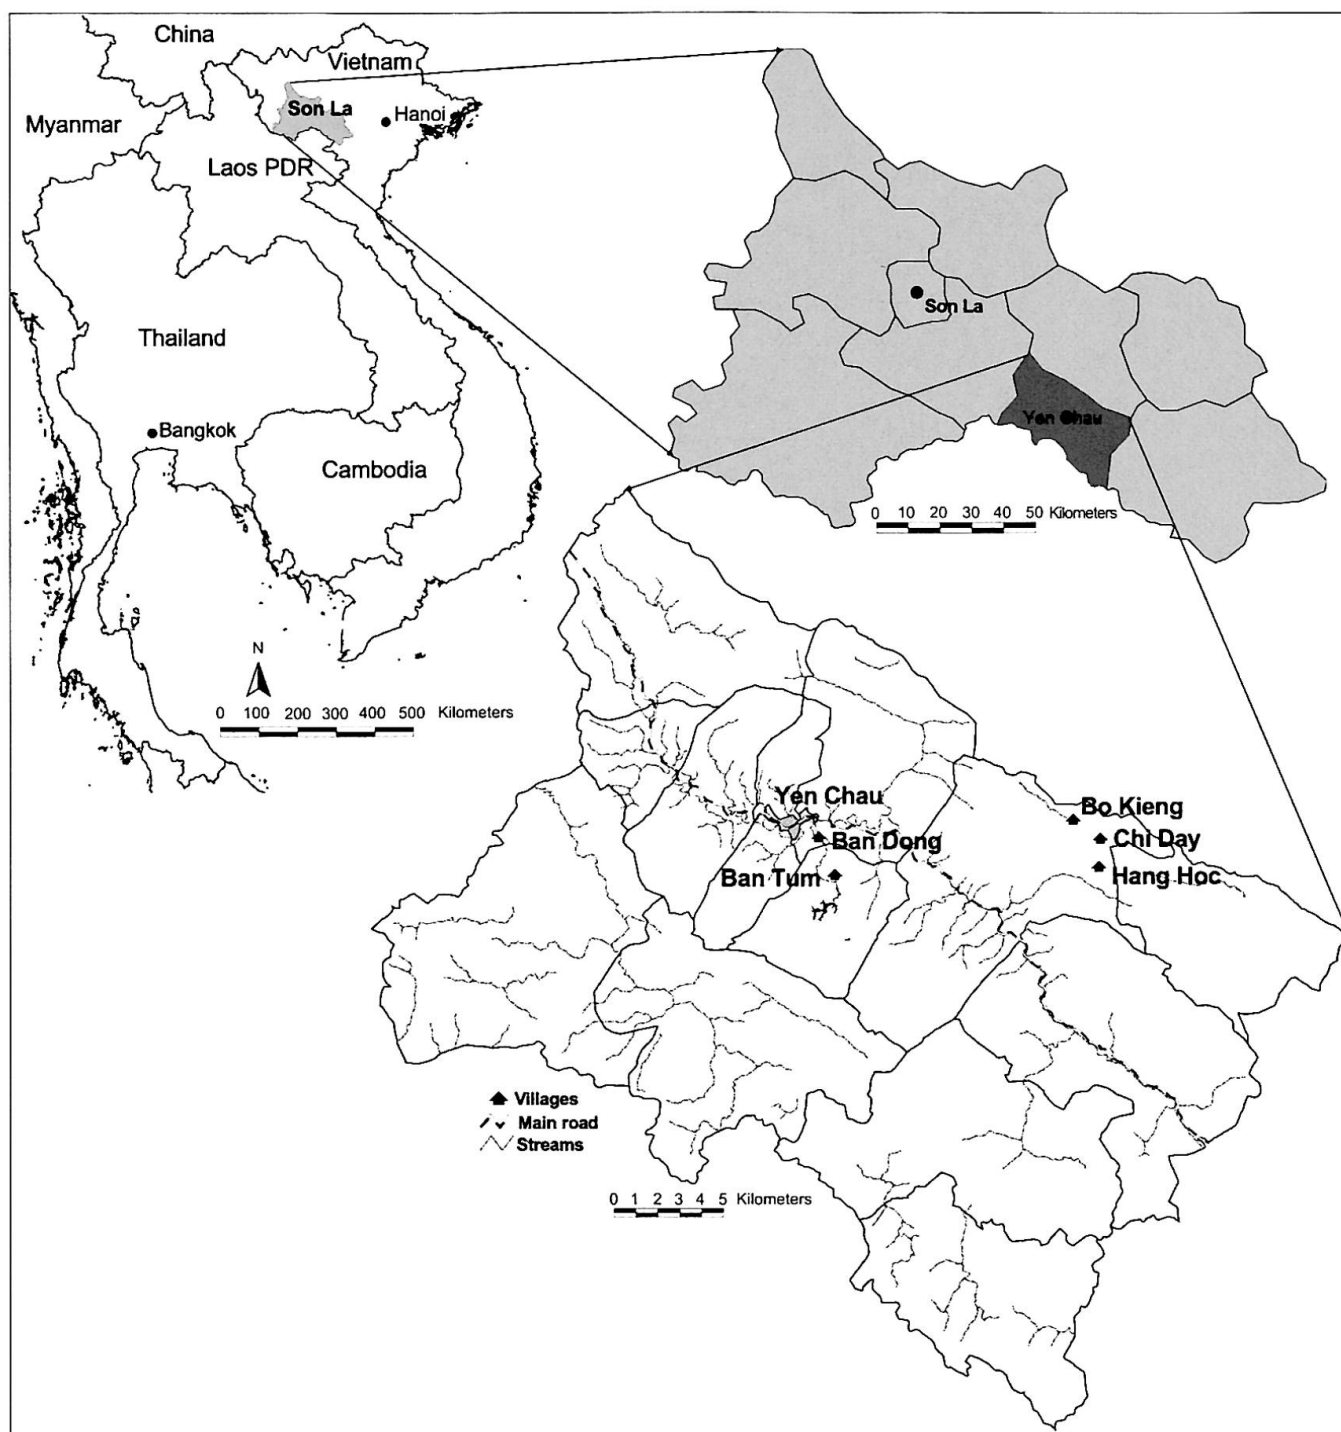 China
Vietnam
Son La
Hanoi
Myanmar
Laos PDR
Thailand
Bangkok
Cambodia
N
0 100 200 300 400 500 Kilometers
Son La
Yen Chau
0 10 20 30 40 50 Kilometers
Yen Chau
Bo Kieng
Ban Dong
Chi Day
Ban Tum
Hang Hoc
Villages
Main road
Streams
0 1 2 3 4 5 Kilometers